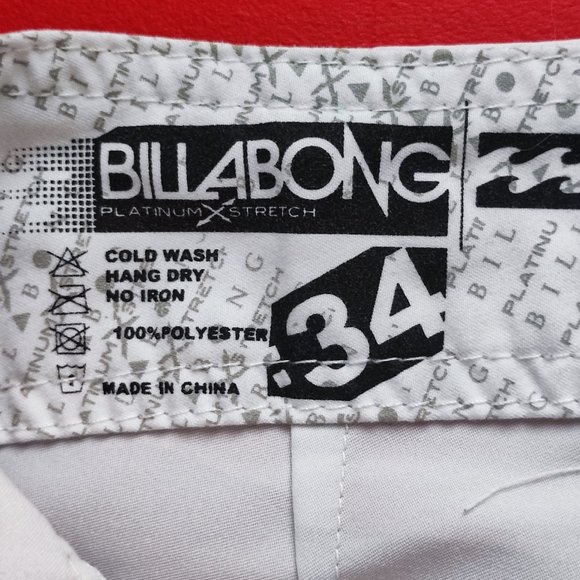 BILLABONG
PLATINUM X STRETCH
COLD WASH
HANG DRY
NO IRON
100%POLYESTER
.34
MADE IN CHINA